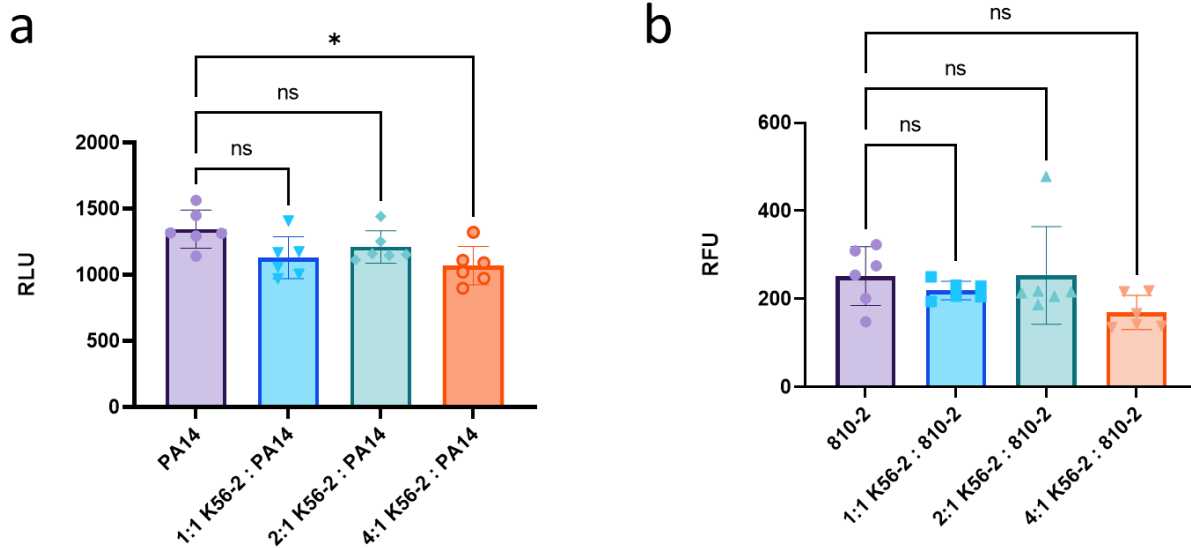 a
*
ns
ns
2000
1500
1000
500
0
RLU
PA14
1:1 K56-2 : PA14
2:1 K56-2 : PA14
4:1 K56-2 : PA14
b
ns
ns
ns
600
400
200
0
RFU
810-2
1:1 K56-2 : 810-2
2:1 K56-2 : 810-2
4:1 K56-2 : 810-2